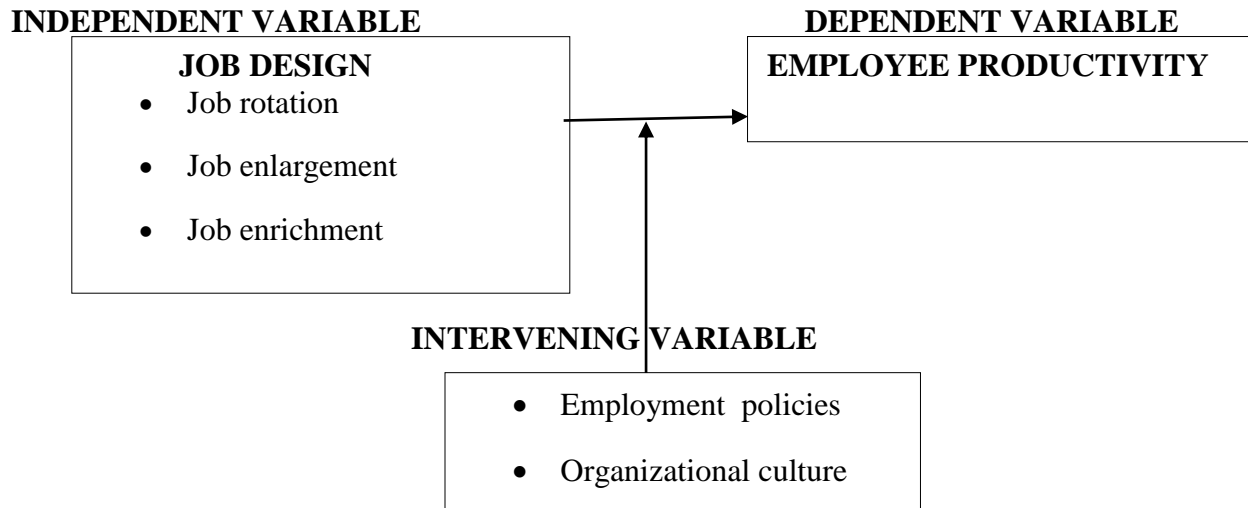 INDEPENDENT VARIABLE
DEPENDENT VARIABLE
JOB DESIGN
• Job rotation
• Job enlargement
• Job enrichment
EMPLOYEE PRODUCTIVITY
INTERVENING VARIABLE
• Employment policies
• Organizational culture